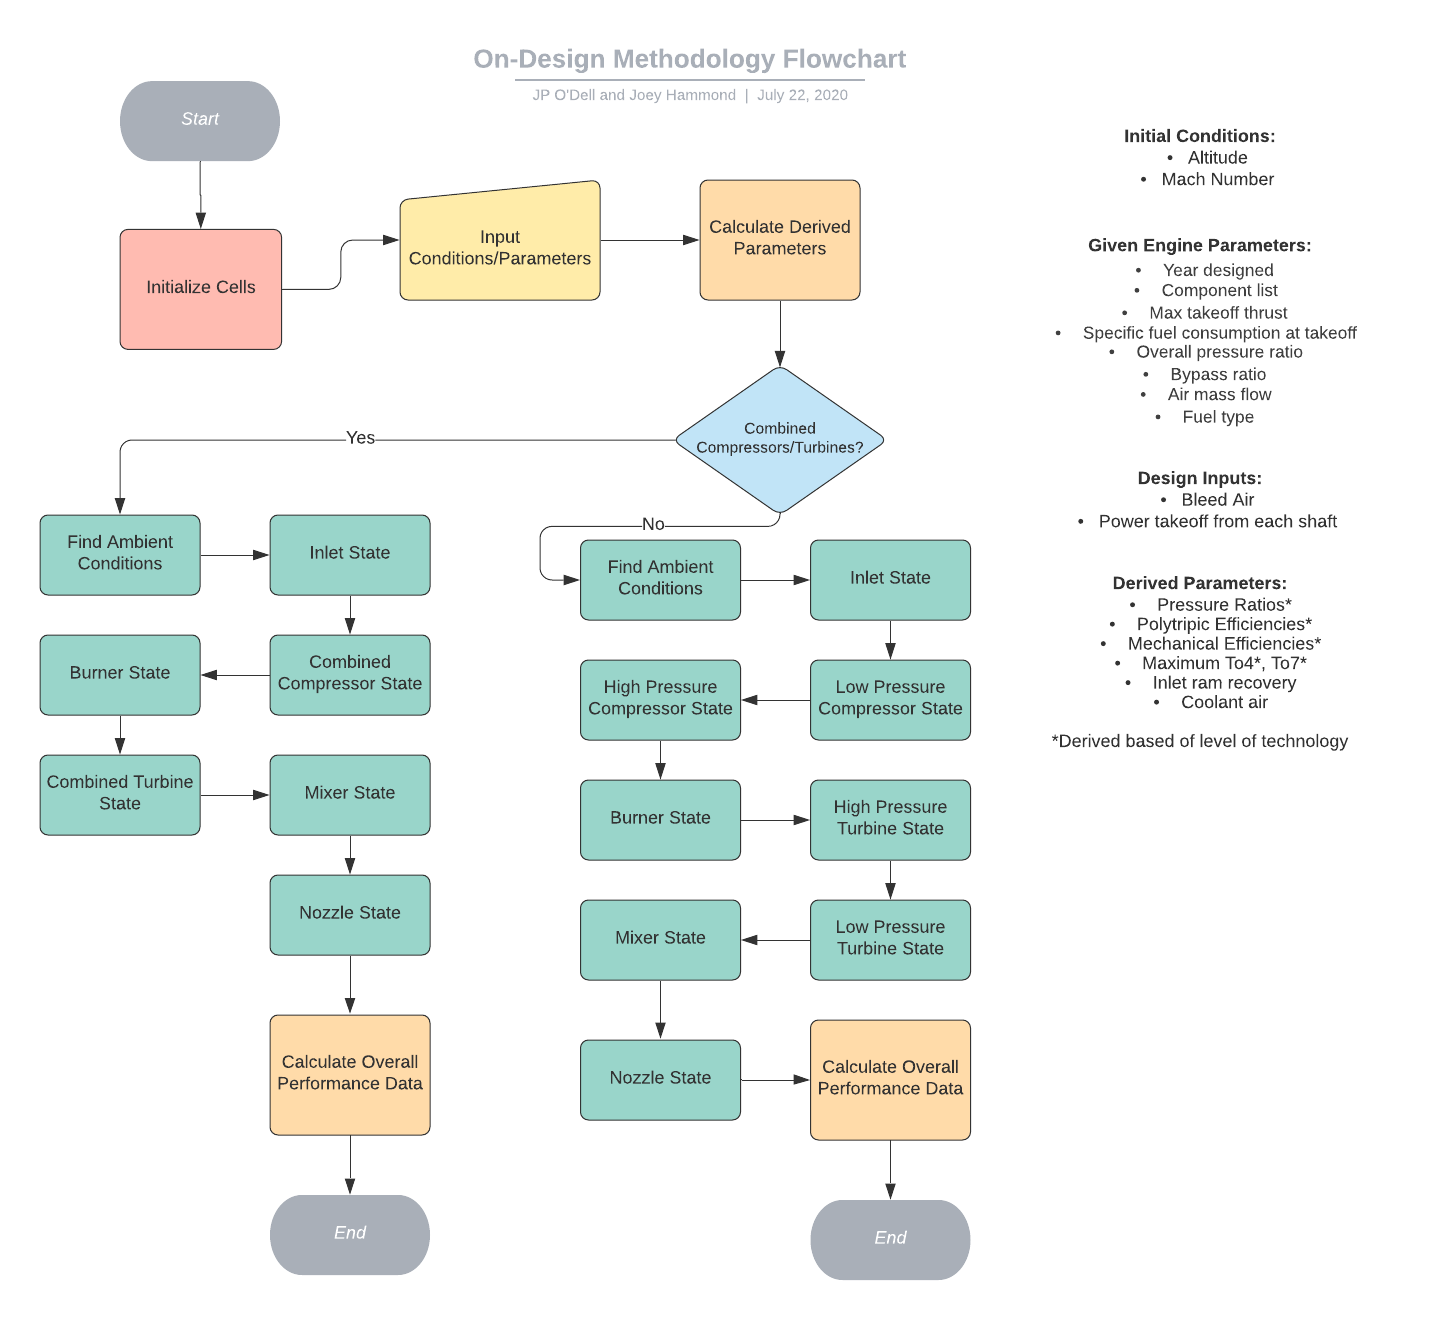 On-Design Methodology Flowchart
JP O'Dell and Joey Hammond | July 22, 2020
Start
Initialize Cells
Input
Conditions/Parameters
Calculate Derived
Parameters
Combined
Compressors/Turbines?
Yes
No
Find Ambient
Conditions
Inlet State
Combined
Compressor State
Burner State
Combined Turbine
State
Mixer State
Nozzle State
Calculate Overall
Performance Data
End
Find Ambient
Conditions
Inlet State
Low Pressure
Compressor State
High Pressure
Compressor State
Burner State
High Pressure
Turbine State
Low Pressure
Turbine State
Mixer State
Nozzle State
Calculate Overall
Performance Data
End
Initial Conditions:
• Altitude
• Mach Number
Given Engine Parameters:
• Year designed
• Component list
• Max takeoff thrust
• Specific fuel consumption at takeoff
• Overall pressure ratio
• Bypass ratio
• Air mass flow
• Fuel type
Design Inputs:
• Bleed Air
• Power takeoff from each shaft
Derived Parameters:
• Pressure Ratios*
• Polytripic Efficiencies*
• Mechanical Efficiencies*
• Maximum To4*, To7*
• Inlet ram recovery
• Coolant air
*Derived based of level of technology